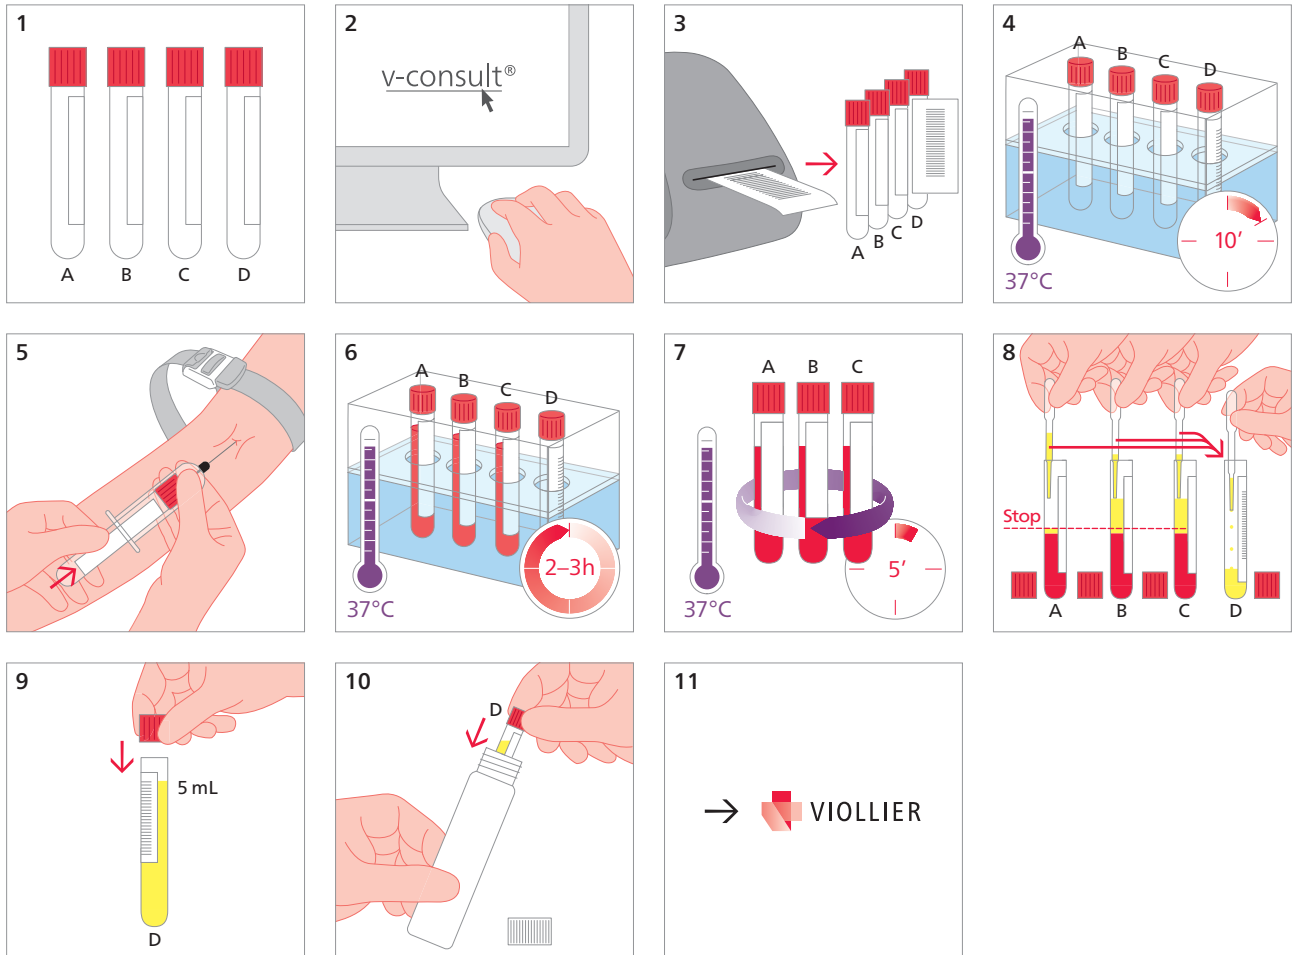 1
A B C D
2
v-consult®
3
A B C D
4
A B C D
10‘
37°C
5
6
A B C D
2–3h
37°C
7
A B C
5‘
37°C
8
Stop
A B C D
9
5 mL
D
10
D
11
VIOLLIER